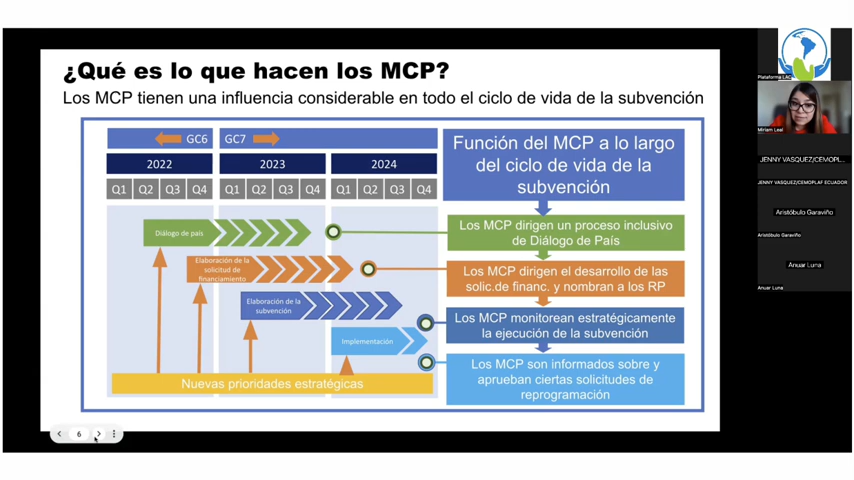 ¿Qué es lo que hacen los MCP?
Los MCP tienen una influencia considerable en todo el ciclo de vida de la subvención
GC6
GC7
2022
2023
2024
Q1 Q2 Q3 Q4
Q1 Q2 Q3 Q4
Q1 Q2 Q3 Q4
Diálogo de país
Elaboración de la
solicitud de
financiamiento
Elaboración de la
subvención
Implementación
Nuevas prioridades estratégicas
Función del MCP a lo largo
del ciclo de vida de la
subvención
Los MCP dirigen un proceso inclusivo
de Diálogo de País
Los MCP dirigen el desarrollo de las
solic.de financ. y nombran a los RP
Los MCP monitorean estratégicamente
la ejecución de la subvención
Los MCP son informados sobre y
aprueban ciertas solicitudes de
reprogramación
6
Plataforma LAC
Miriam Leal
JENNY VASQUEZ/CEMOPL...
JENNY VASQUEZ/CEMOPLAF ECUADOR
Aristóbulo Garaviño
Aristóbulo Garaviño
Anuar Luna
Anuar Luna